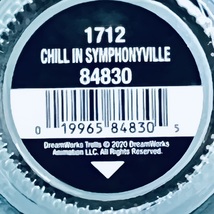 1712
CHILL IN SYMPHONYVILLE
84830
0 19965 84830 5
DreamWorks Trolls © 2020 DreamWorks
Animation LLC. All Rights Reserved.